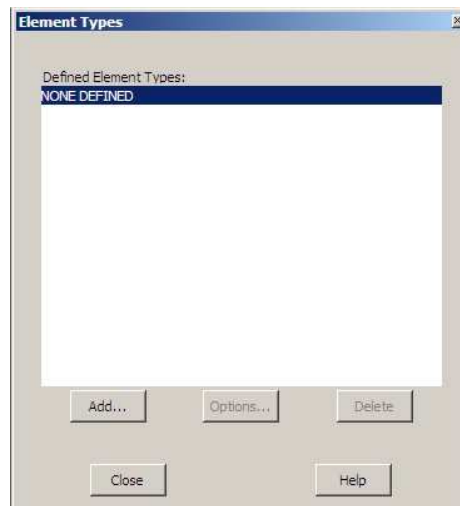 Element Types
Defined Element Types:
NONE DEFINED
Add... Options... Delete
Close Help